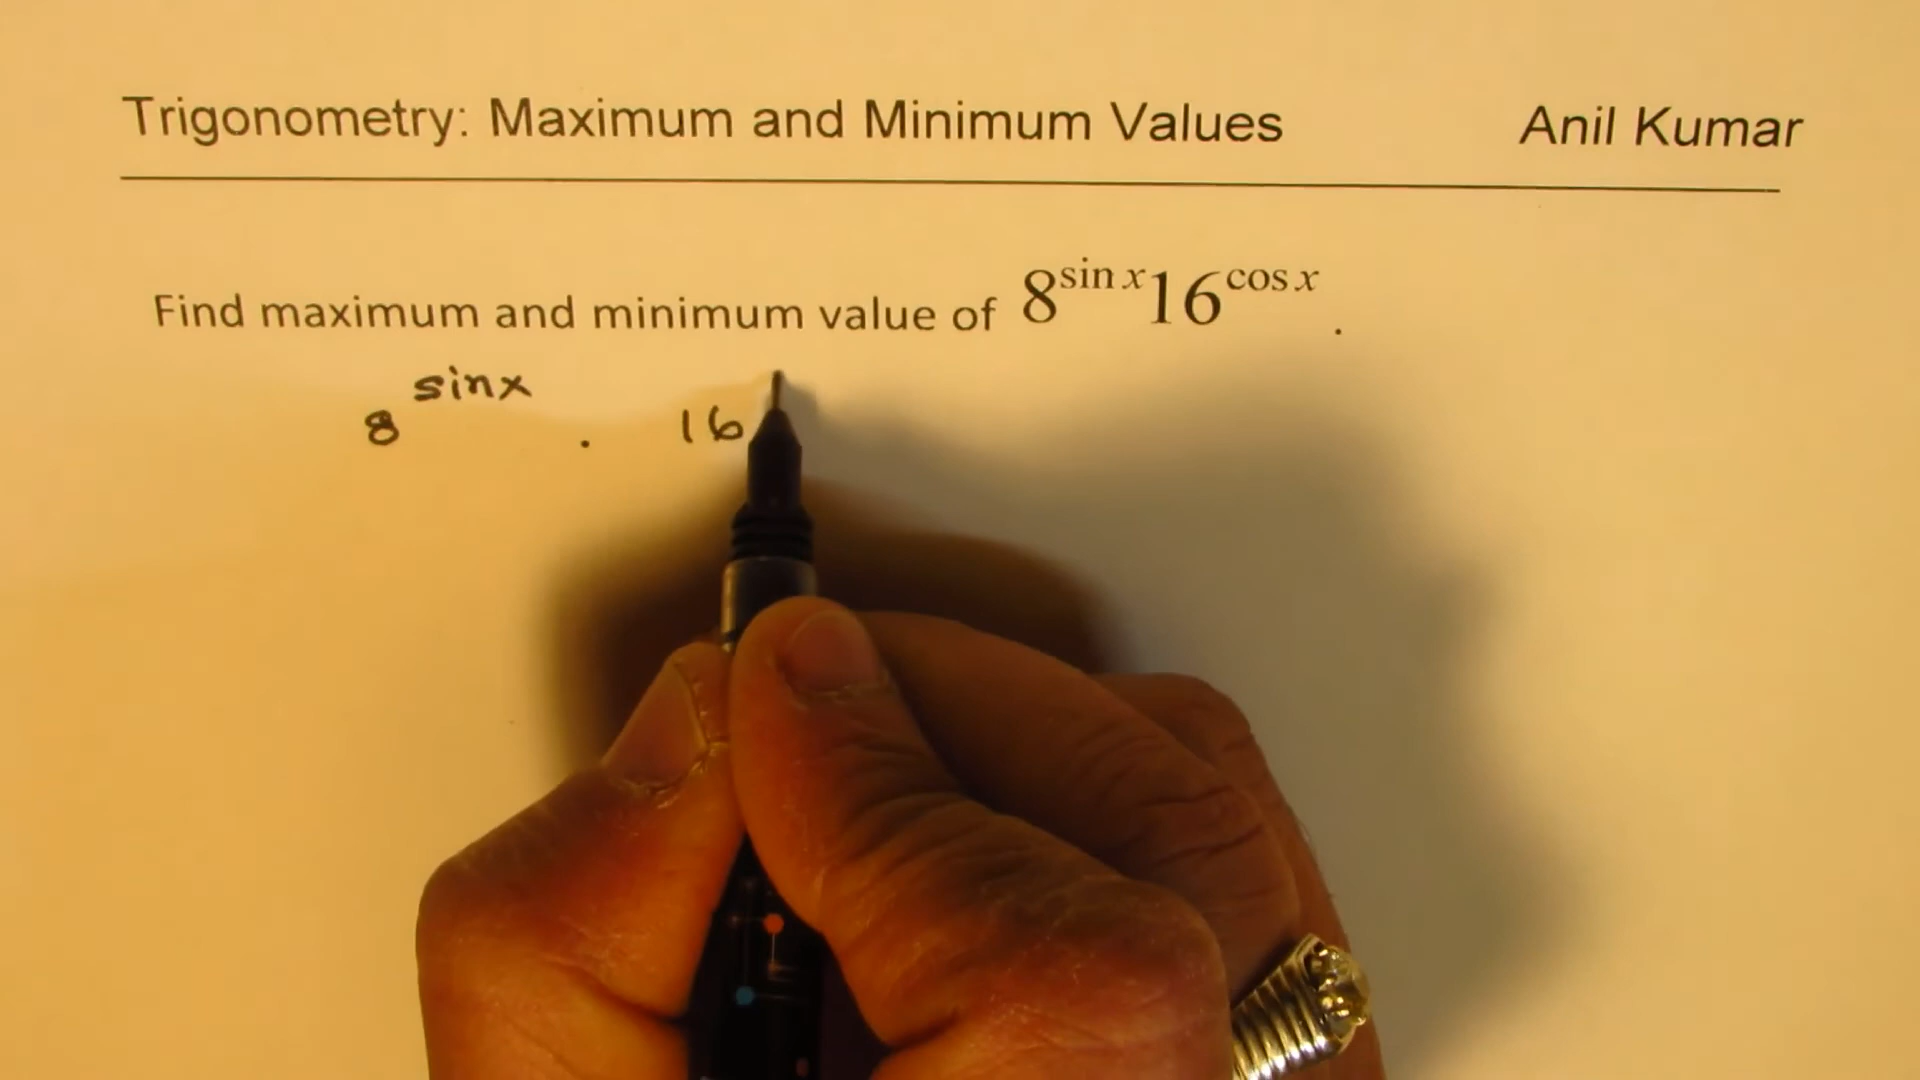 Trigonometry: Maximum and Minimum Values Anil Kumar
Find maximum and minimum value of 8^{sin x}16^{cos x}.
8^{sinx} . 16